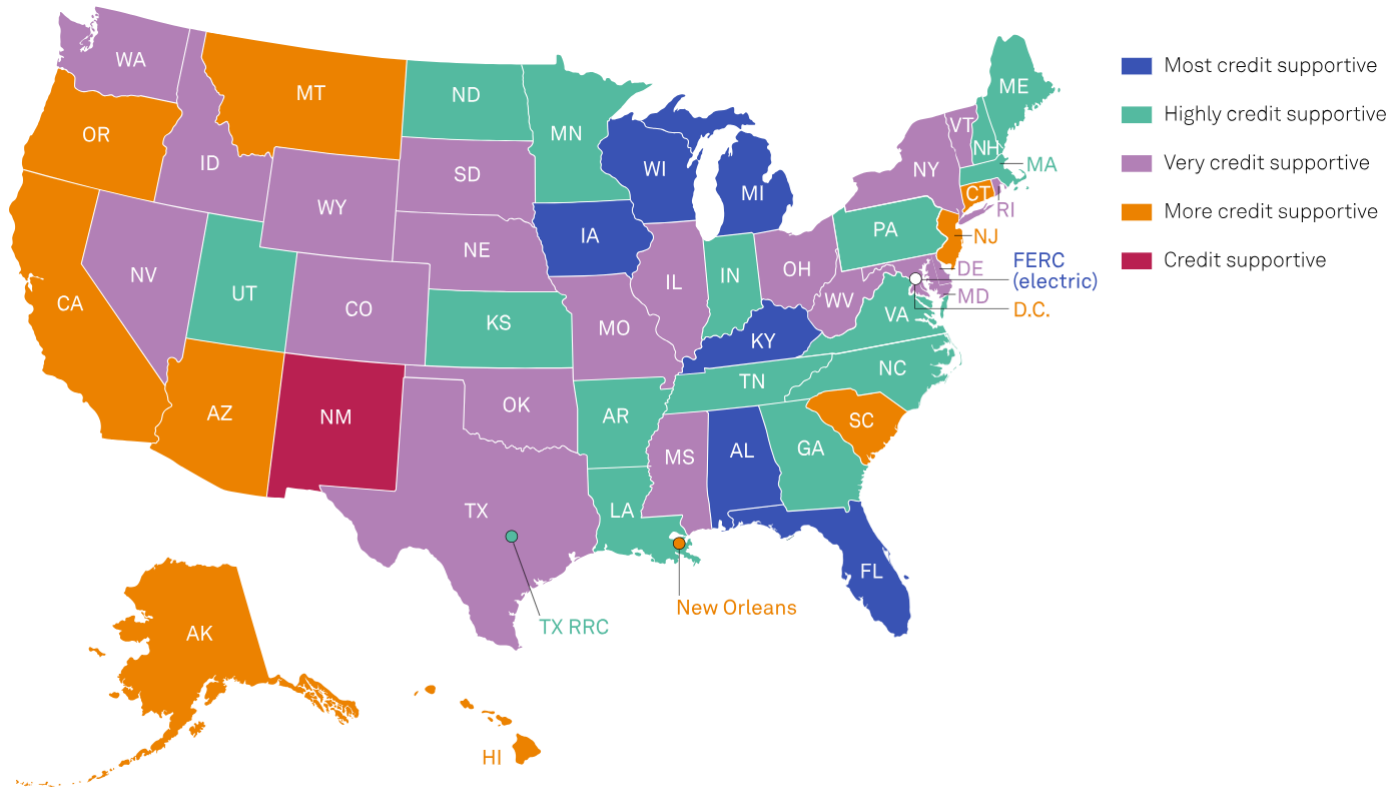 WA
MT
ND
MN
ME
OR
ID
SD
WI
MI
VT
NH
NY
MA
WY
CT
RI
IA
NE
PA
NJ
NV
UT
CO
IL
IN
OH
WV
DE
FERC
(electric)
MD
D.C.
CA
KS
MO
KY
VA
NC
TN
AZ
NM
OK
AR
SC
MS
AL
GA
TX
LA
FL
New Orleans
TX RRC
AK
HI
Most credit supportive
Highly credit supportive
Very credit supportive
More credit supportive
Credit supportive